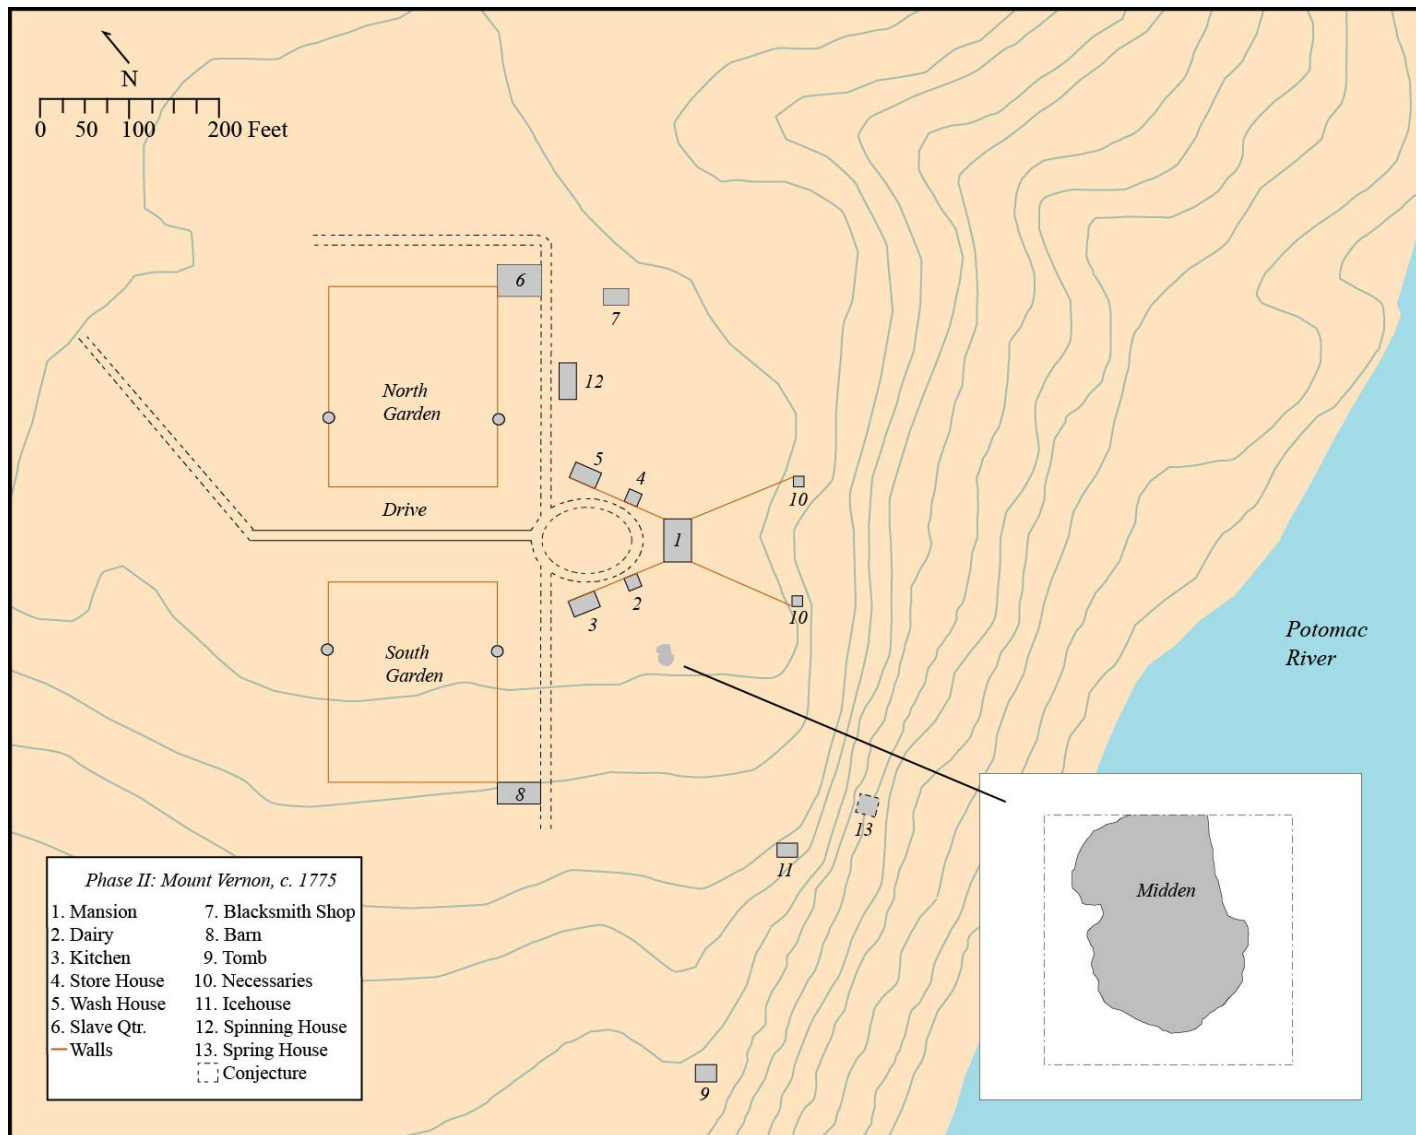 N
0 50 100 200 Feet
6
7
North
Garden
12
5
4
10
Drive
1
2
3
10
South
Garden
Potomac
River
8
13
11
Midden
9
Phase II: Mount Vernon, c. 1775
1. Mansion
2. Dairy
3. Kitchen
4. Store House
5. Wash House
6. Slave Qtr.
Walls
7. Blacksmith Shop
8. Barn
9. Tomb
10. Necessaries
11. Icehouse
12. Spinning House
13. Spring House
Conjecture